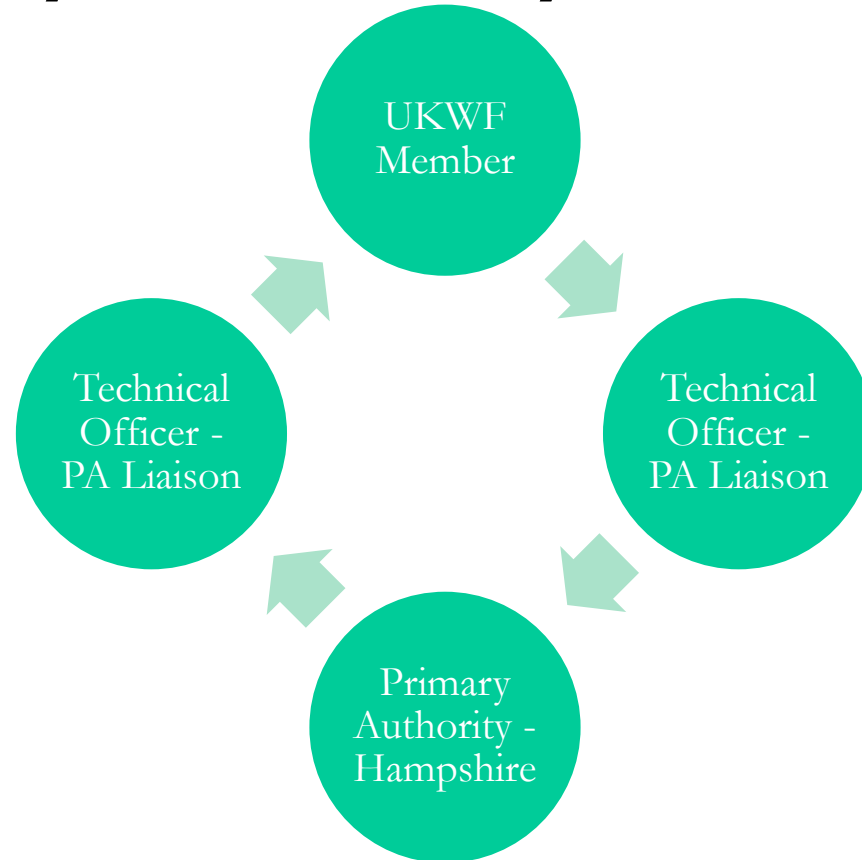 UKWF
Member
Technical
Officer -
PA Liaison
Technical
Officer -
PA Liaison
Primary
Authority -
Hampshire